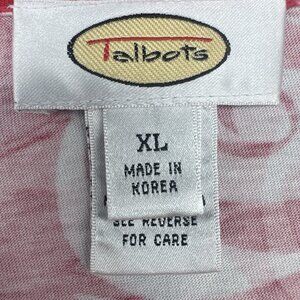 Talbots
XL
MADE IN
KOREA
SEE REVERSE
FOR CARE